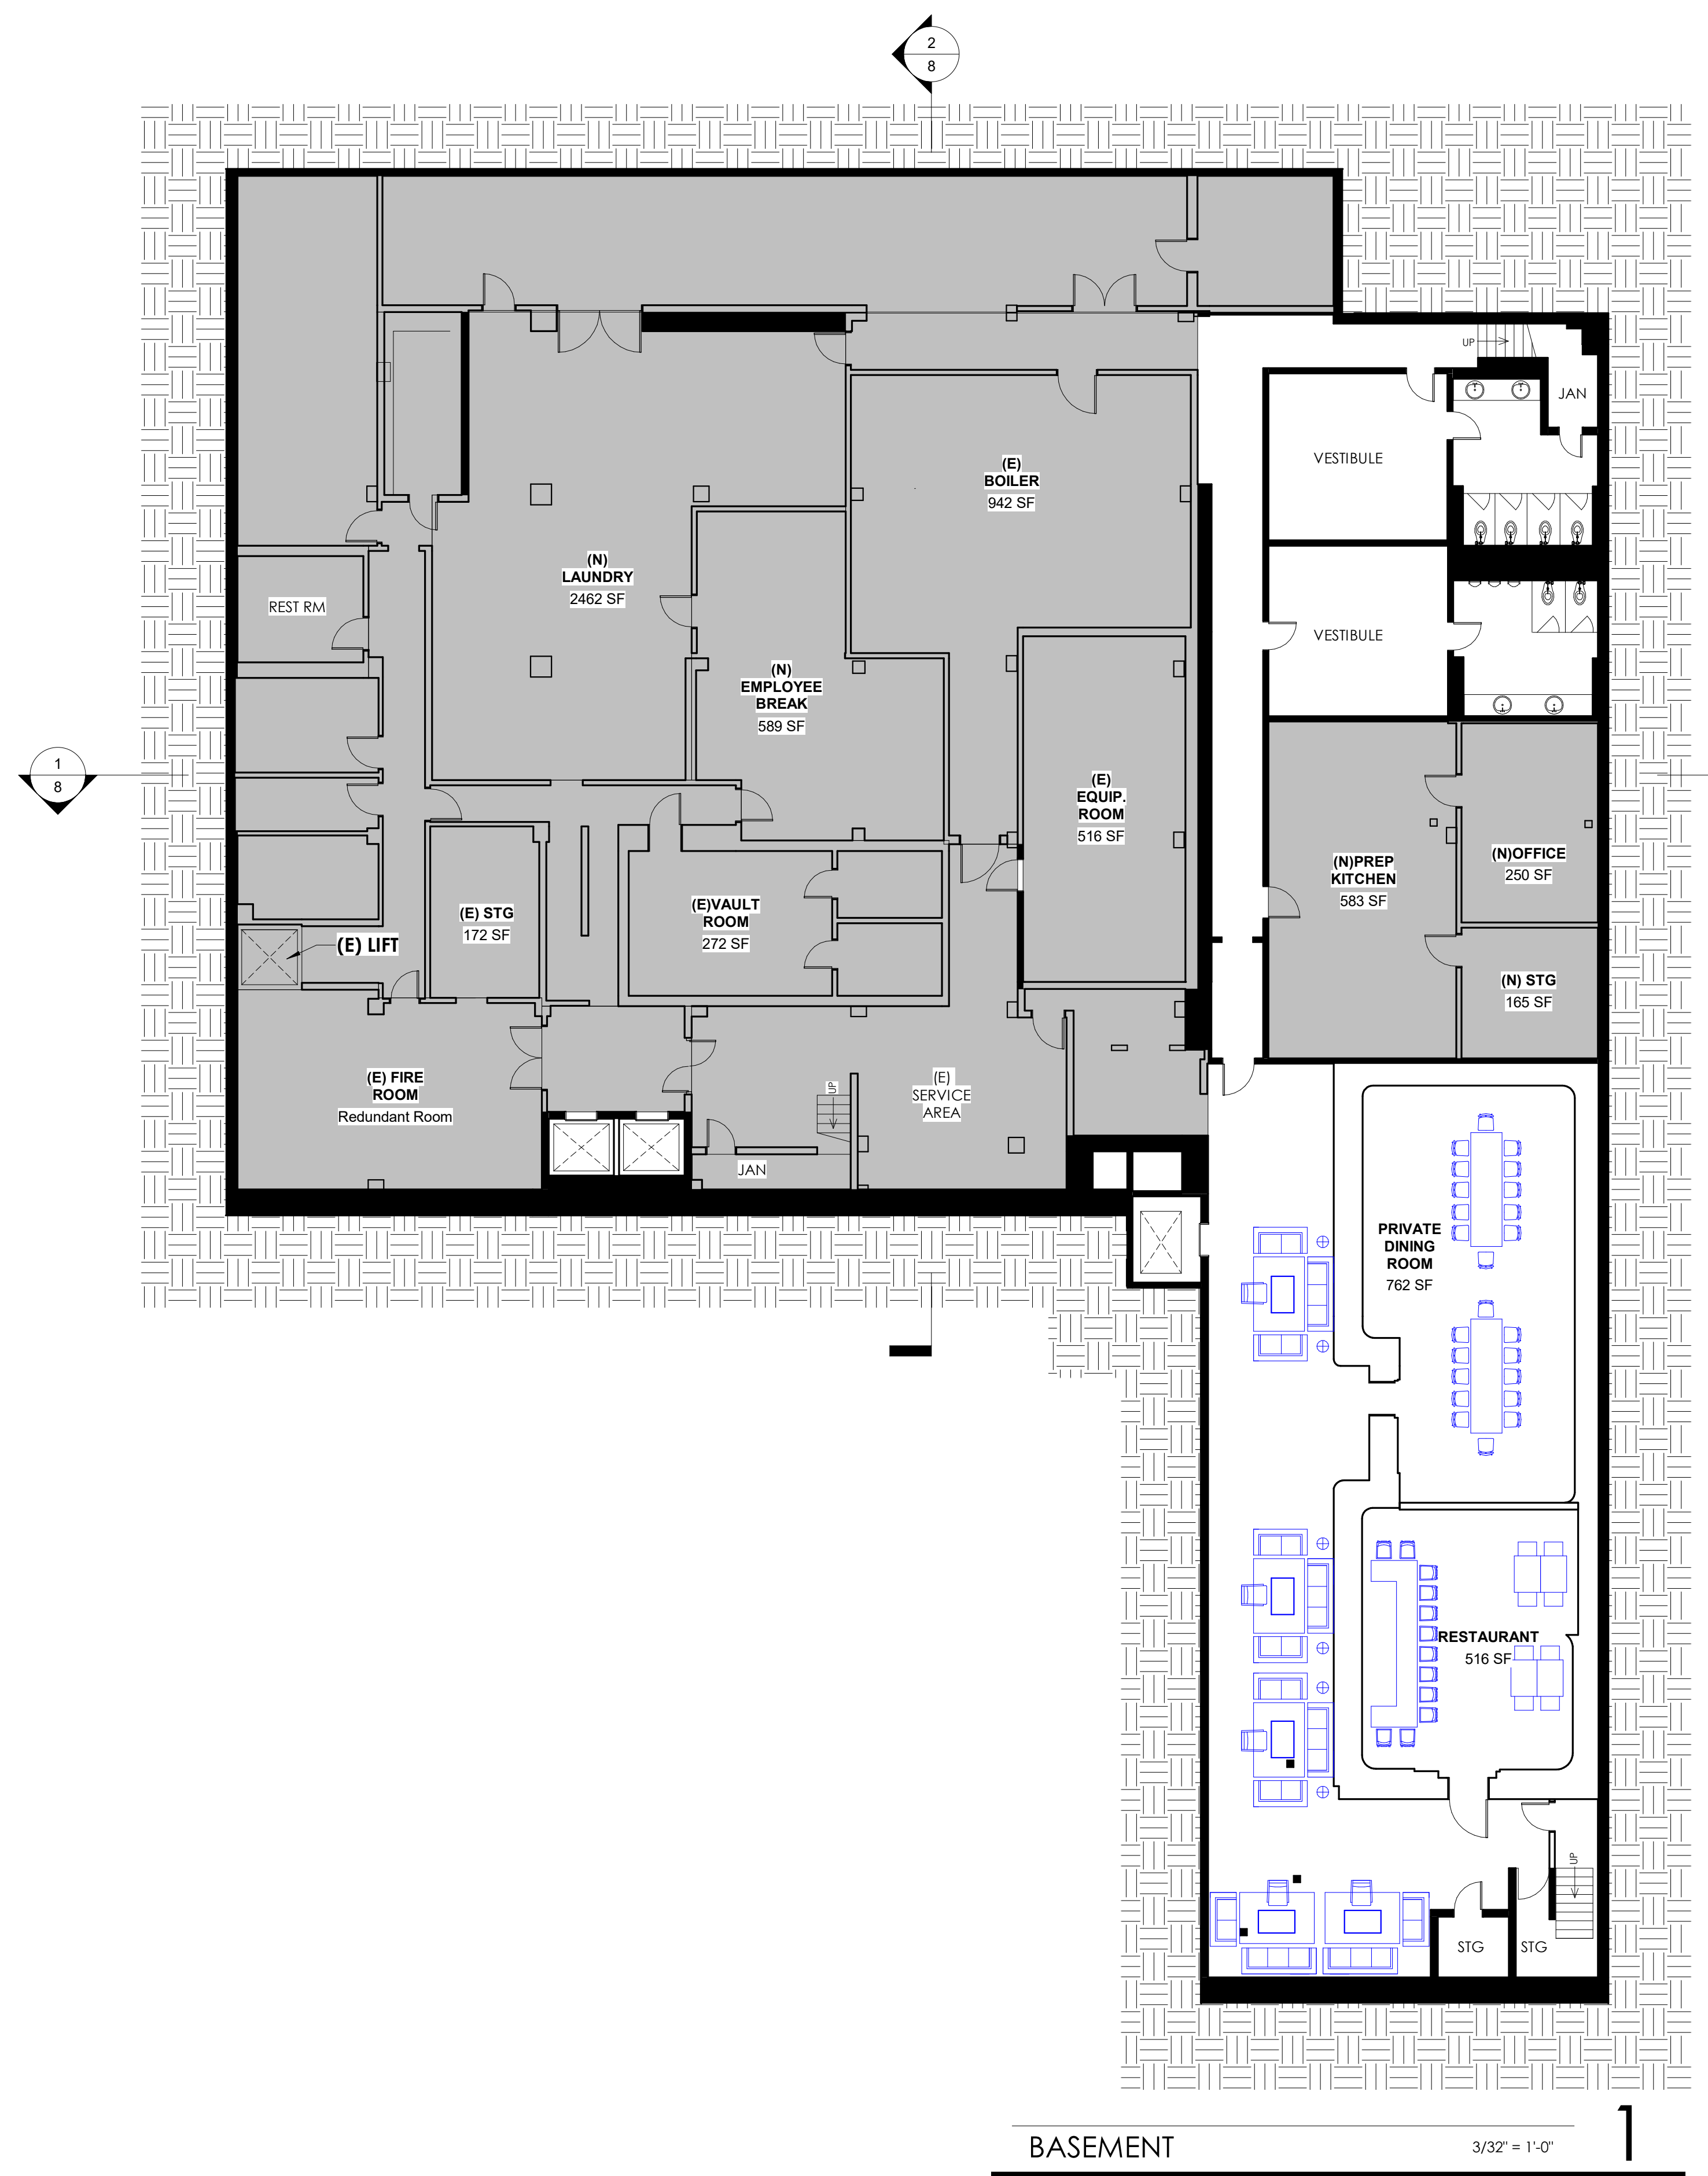 2
8
UP
JAN
(E)
BOILER
942 SF
VESTIBULE
(N)
LAUNDRY
2462 SF
REST RM
VESTIBULE
(N)
EMPLOYEE
BREAK
589 SF
1
8
(E)
EQUIP.
ROOM
516 SF
(N)PREP
KITCHEN
583 SF
(N)OFFICE
250 SF
(E) STG
172 SF
(E)VAULT
ROOM
272 SF
(E) LIFT
(N) STG
165 SF
(E) FIRE
ROOM
Redundant Room
UP
(E)
SERVICE
AREA
JAN
PRIVATE
DINING
ROOM
762 SF
RESTAURANT
516 SF
UP
STG
STG
BASEMENT
3/32" = 1'-0"
1